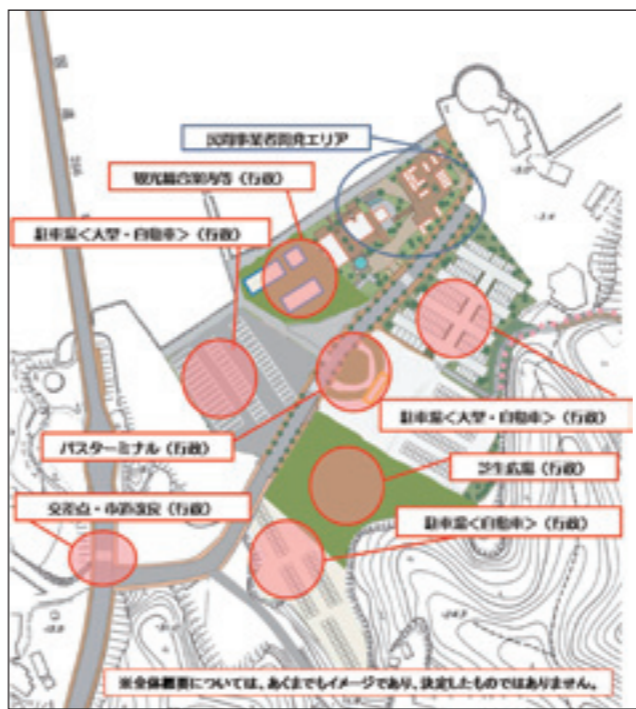 民間事業者開発エリア
観光総合案内等（行政）
駐車場＜大型・自動車＞（行政）
駐車場＜大型・自動車＞（行政）
バスターミナル（行政）
芝生広場（行政）
交差点・市道改良（行政）
駐車場＜自動車＞（行政）
※全体概要については、あくまでもイメージであり、決定したものではありません。